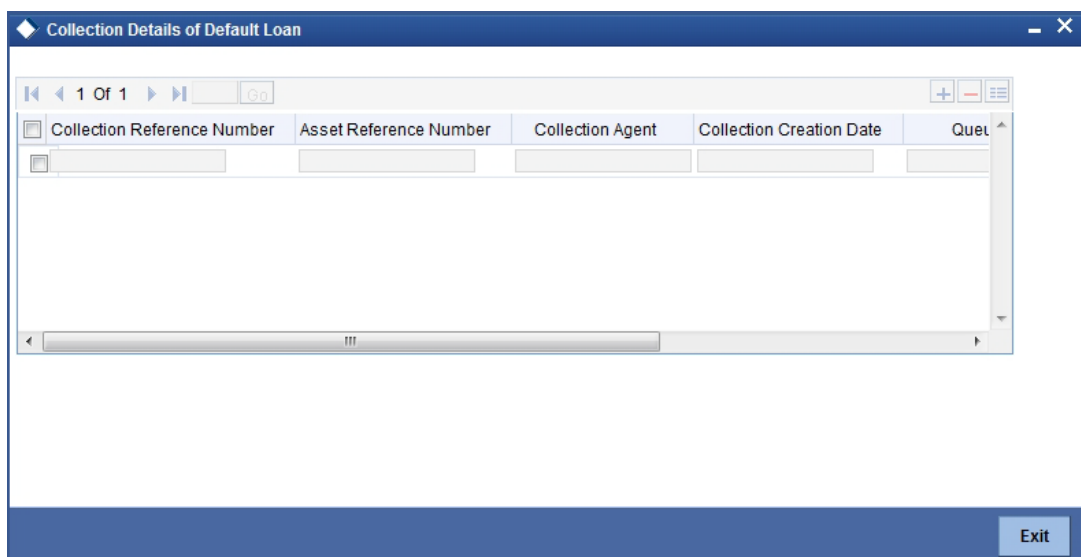 Collection Details of Default Loan
1 Of 1 Go
Collection Reference Number Asset Reference Number Collection Agent Collection Creation Date Queu
Exit